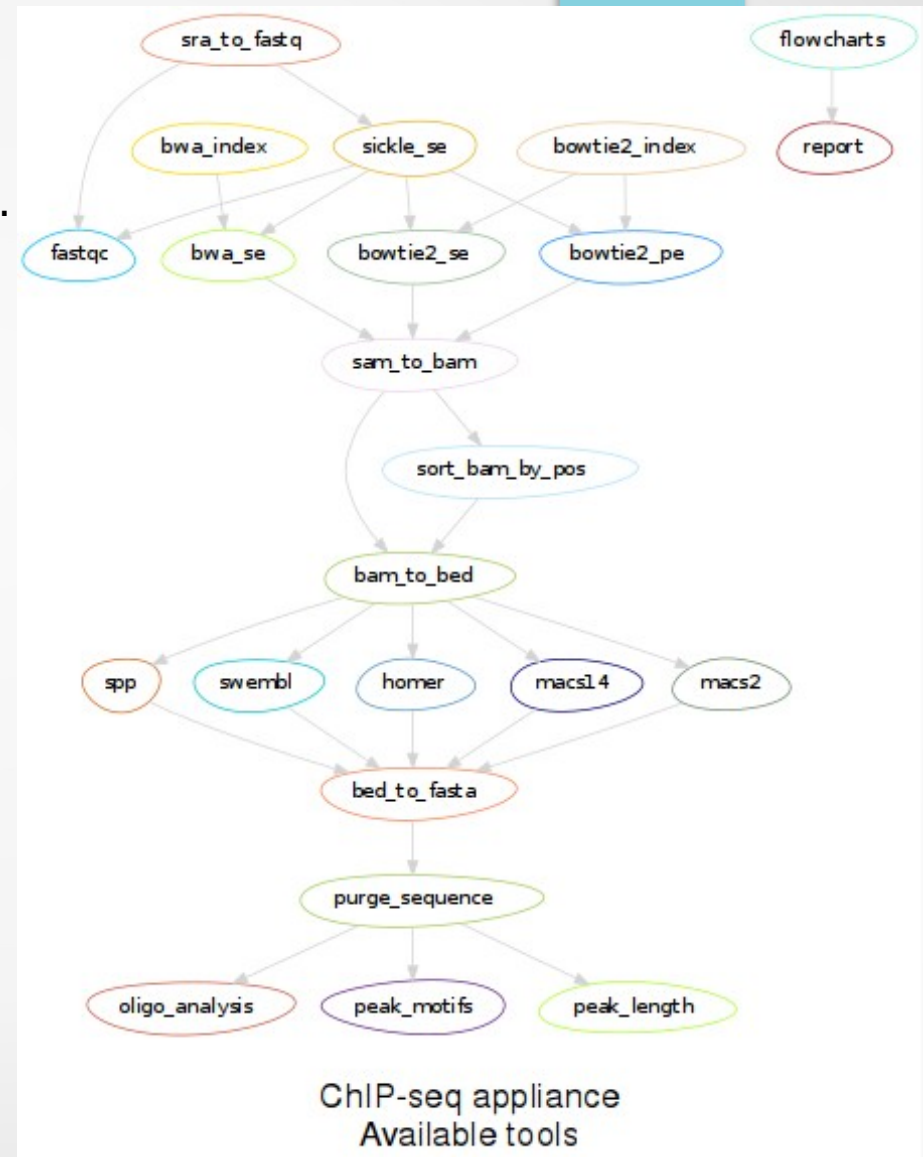 sra_to_fastq
flowcharts
bwa_index
sickle_se
bowtie2_index
report
.
fastqc
bwa_se
bowtie2_se
bowtie2_pe
sam_to_bam
sort_bam_by_pos
bam_to_bed
spp
swembl
homer
macs14
macs2
bed_to_fasta
purge_sequence
oligo_analysis
peak_motifs
peak_length
ChIP-seq appliance
Available tools